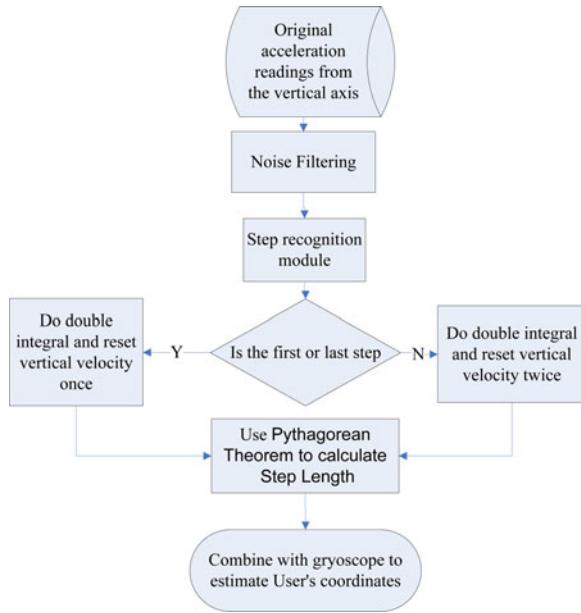 Original
acceleration
readings from
the vertical axis
Noise Filtering
Step recognition
module
Do double
integral and reset
vertical velocity
once
Y
Is the first or last step
N
Do double integral
and reset vertical
velocity twice
Use Pythagorean
Theorem to calculate
Step Length
Combine with gryoscope to
estimate User's coordinates